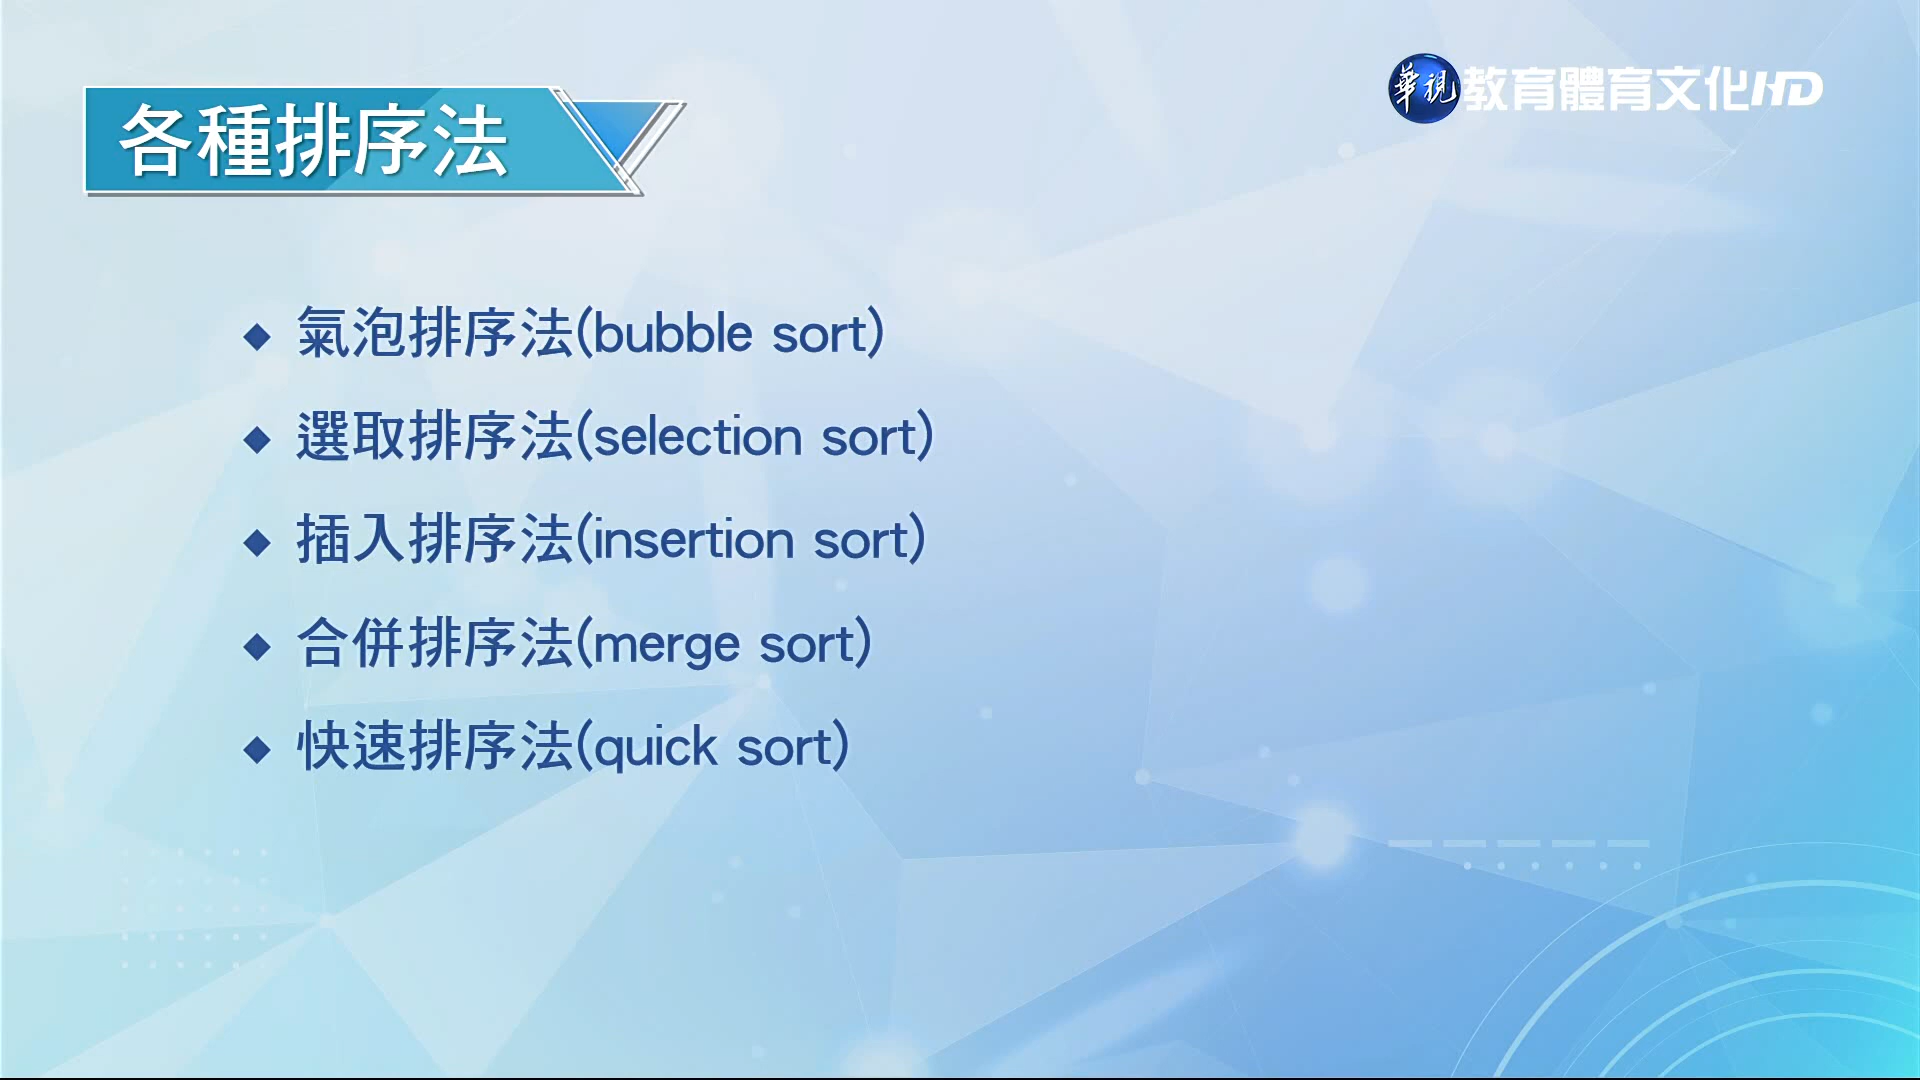 華視 教育體育文化HD
各種排序法
◆ 氣泡排序法(bubble sort)
◆ 選取排序法(selection sort)
◆ 插入排序法(insertion sort)
◆ 合併排序法(merge sort)
◆ 快速排序法(quick sort)